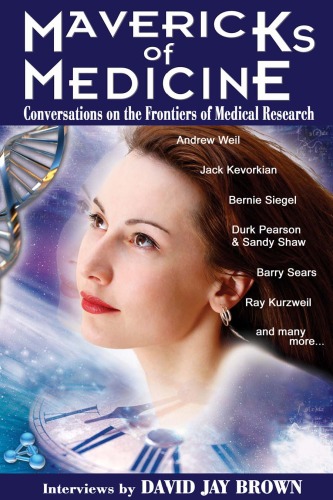 MAVERICKS
of
MEDICINE
Conversations on the Frontiers of Medical Research
Andrew Weil
Jack Kevorkian
Bernie Siegel
Durk Pearson
& Sandy Shaw
Barry Sears
Ray Kurzweil
and many
more...
Interviews by DAVID JAY BROWN